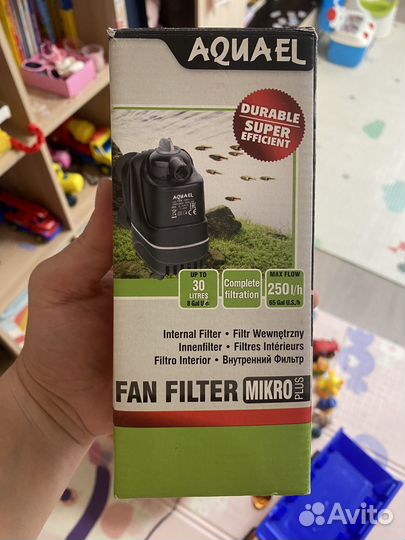 AQUAEL
DURABLE
SUPER
EFFICIENT
AQUAEL
UP TO
30
LITRES
8 Gal U.S.
Complete
filtration
MAX FLOW
250 l/h
65 Gal U.S./h
Internal Filter • Filtr Wewnętrzny
Innenfilter • Filtres Intérieurs
Filtro Interior • Внутренний Фильтр
FAN FILTER MIKRO PLUS
Avito